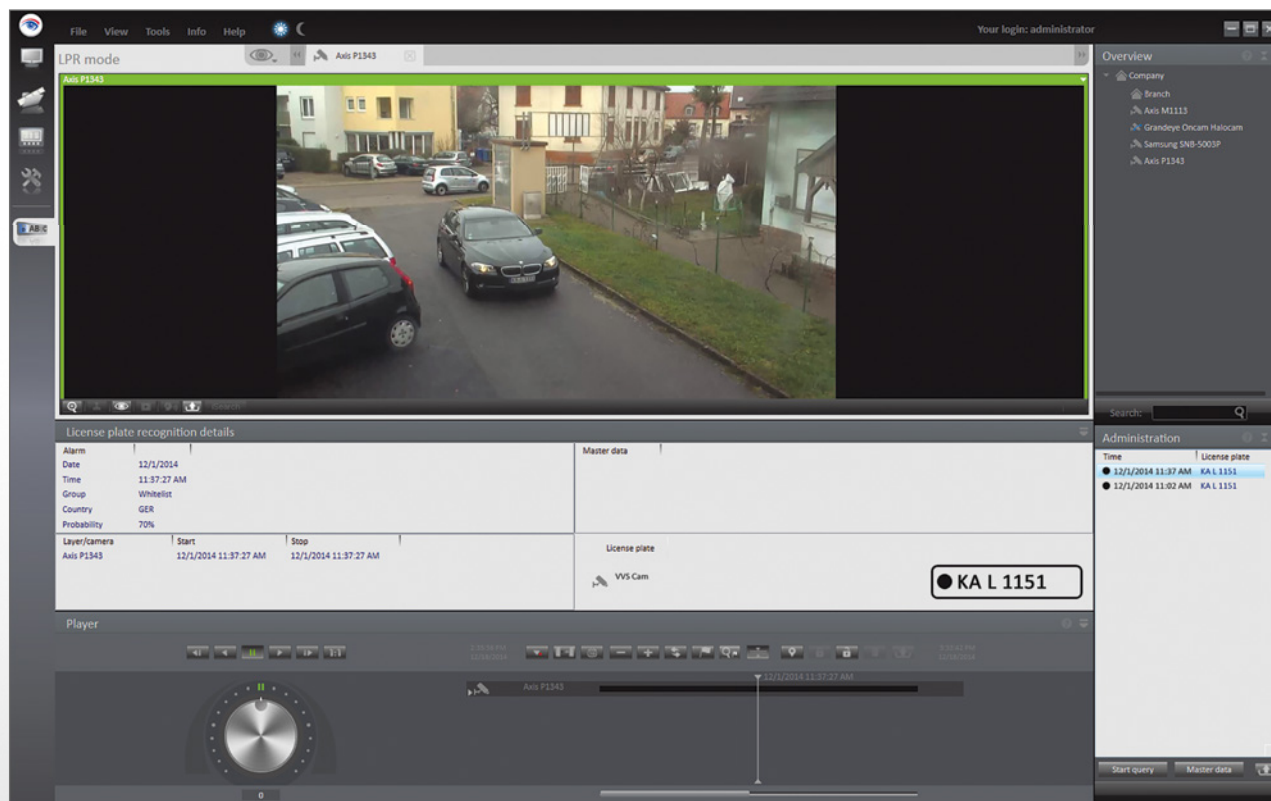 File View Tools Info Help
Your login: administrator
LPR mode
Axis P1343
Axis P1343
Overview
Company
Branch
Axis M1113
Grandeye Oncam Halocam
Samsung SNB-5003P
Axis P1343
ABC
Search:
License plate recognition details
Alarm
Date 12/1/2014
Time 11:37:27 AM
Group Whitelist
Country GER
Probability 70%
Master data
Layer/camera Start Stop
Axis P1343 12/1/2014 11:37:27 AM 12/1/2014 11:37:27 AM
License plate
VVS Cam
KA L 1151
Administration
Time License plate
12/1/2014 11:37 AM KA L 1151
12/1/2014 11:02 AM KA L 1151
Player
12/1/2014 11:37:27 AM
Axis P1343
0
Start query Master data